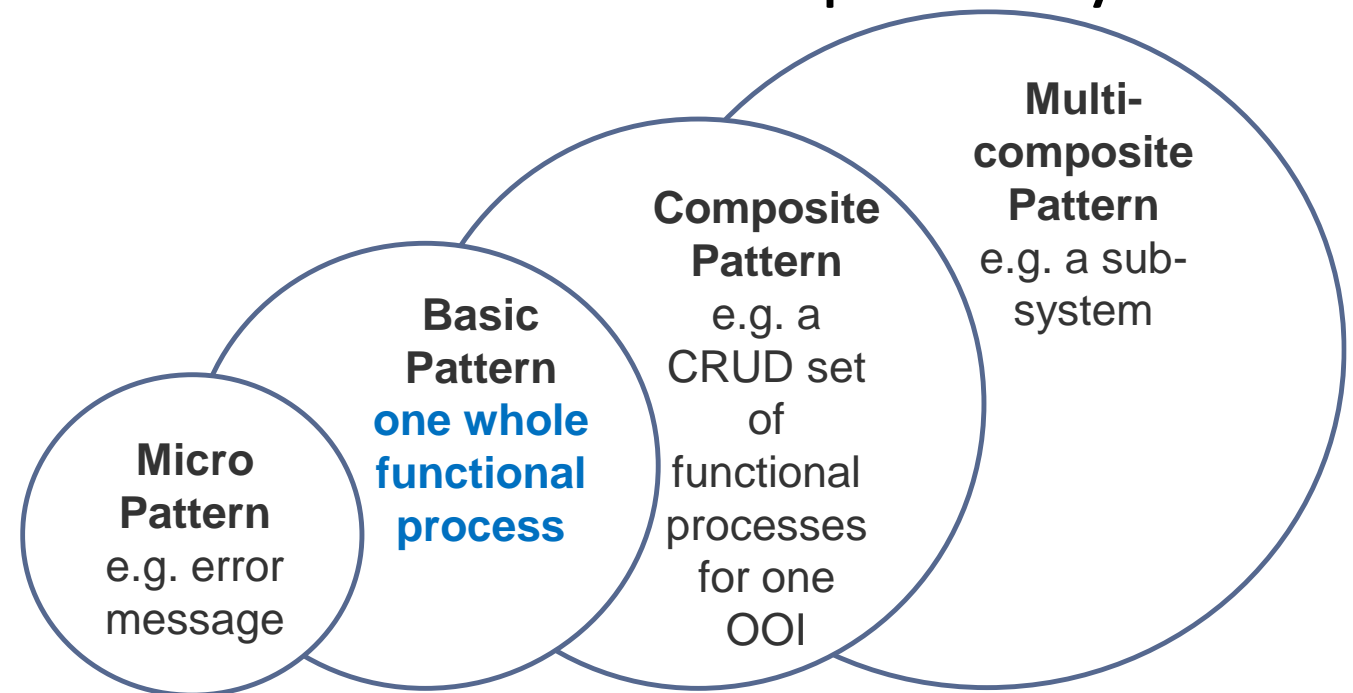 Micro
Pattern
e.g. error
message
Basic
Pattern
one whole
functional
process
Composite
Pattern
e.g. a
CRUD set
of
functional
processes
for one
OOI
Multi-
composite
Pattern
e.g. a sub-
system